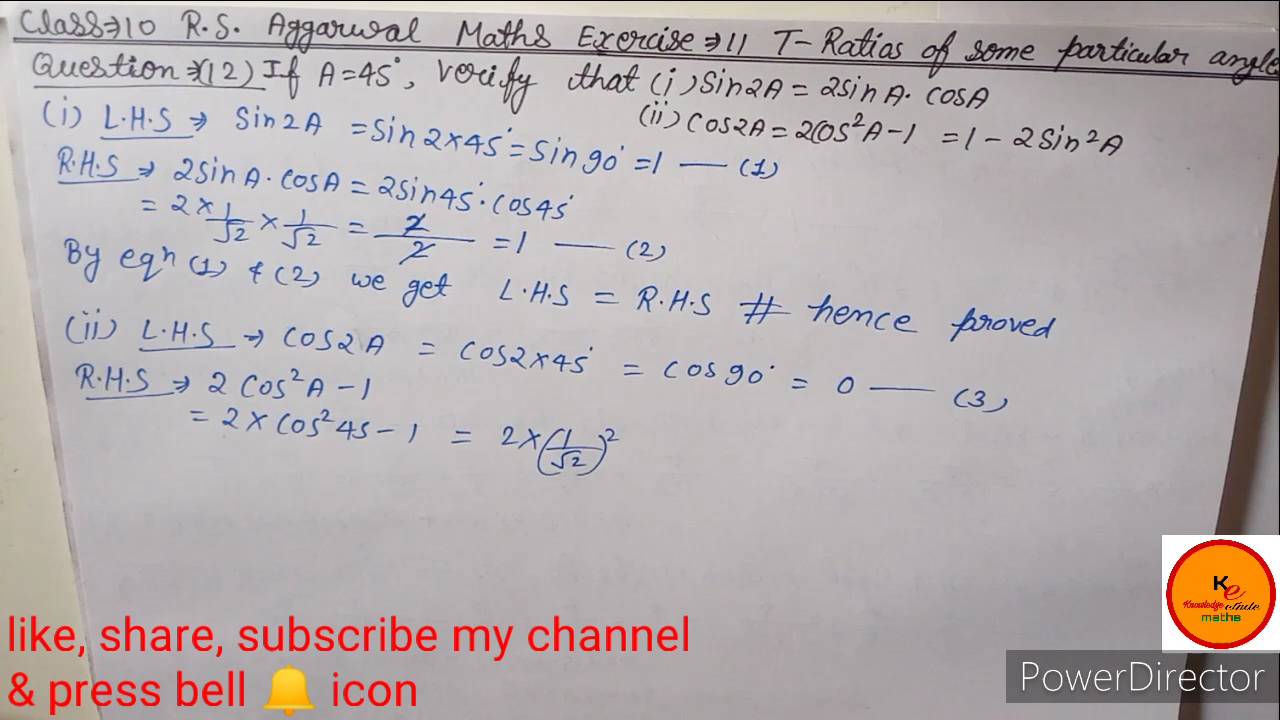 Class→10 R.S. Aggarwal Maths Exercise→11 T-Ratios of some particular angle
Question→(12) If A=45°, verify that (i) Sin2A = 2sinA. cosA
(ii) cos2A = 2cos²A-1 = 1-2Sin²A
(i) L.H.S → Sin2A = Sin2×45° = Sin90° = 1 — (1)
R.H.S → 2SinA.cosA = 2sin45°.cos45°
= 2×1/√2 × 1/√2 = 2/2 = 1 — (2)
By eqn (1) & (2) we get L.H.S = R.H.S # hence proved
(ii) L.H.S → cos2A = cos2×45° = cos90° = 0 — (3)
R.H.S → 2cos²A-1
= 2×cos²45-1 = 2×(1/√2)²
Ke
Knowledge
etude
maths
like, share, subscribe my channel
& press bell 🔔 icon
PowerDirector